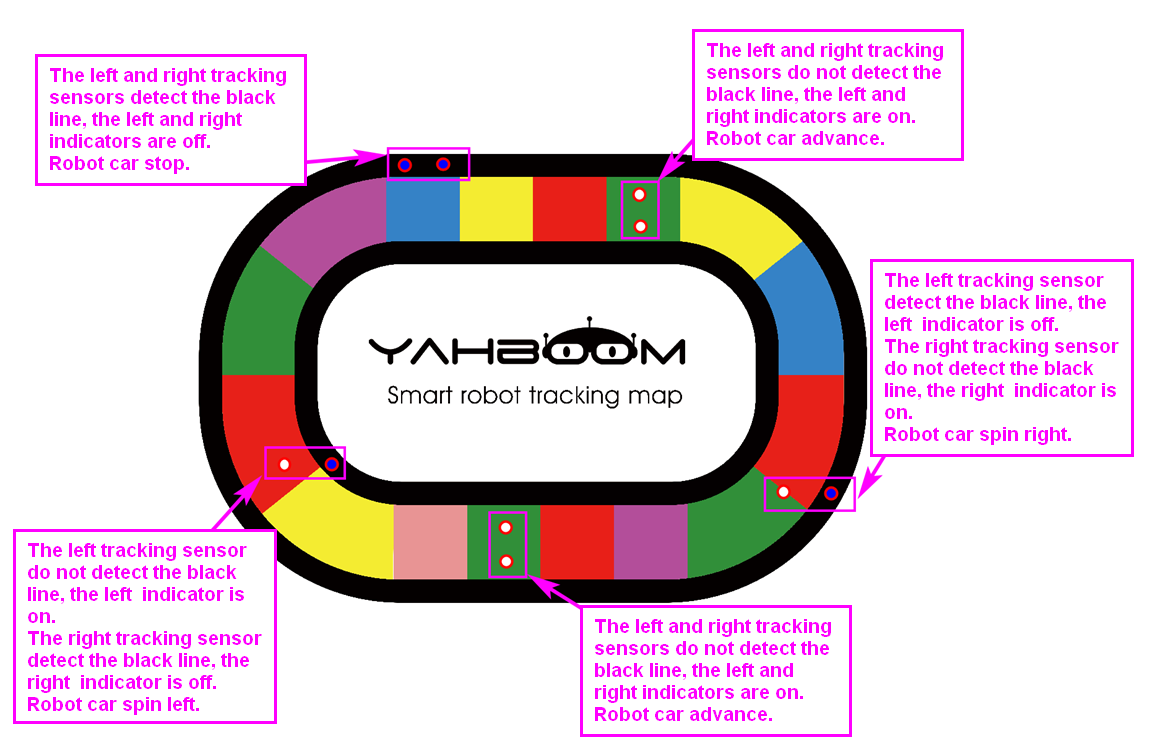 The left and right tracking
sensors detect the black
line, the left and right
indicators are off.
Robot car stop.
The left and right tracking
sensors do not detect the
black line, the left and
right indicators are on.
Robot car advance.
The left tracking sensor
detect the black line, the
left  indicator is off.
The right tracking sensor
do not detect the black
line, the right  indicator is
on.
Robot car spin right.
YAHBOOM
Smart robot tracking map
The left tracking sensor
do not detect the black
line, the left  indicator is
on.
The right tracking sensor
detect the black line, the
right  indicator is off.
Robot car spin left.
The left and right tracking
sensors do not detect the
black line, the left and
right indicators are on.
Robot car advance.